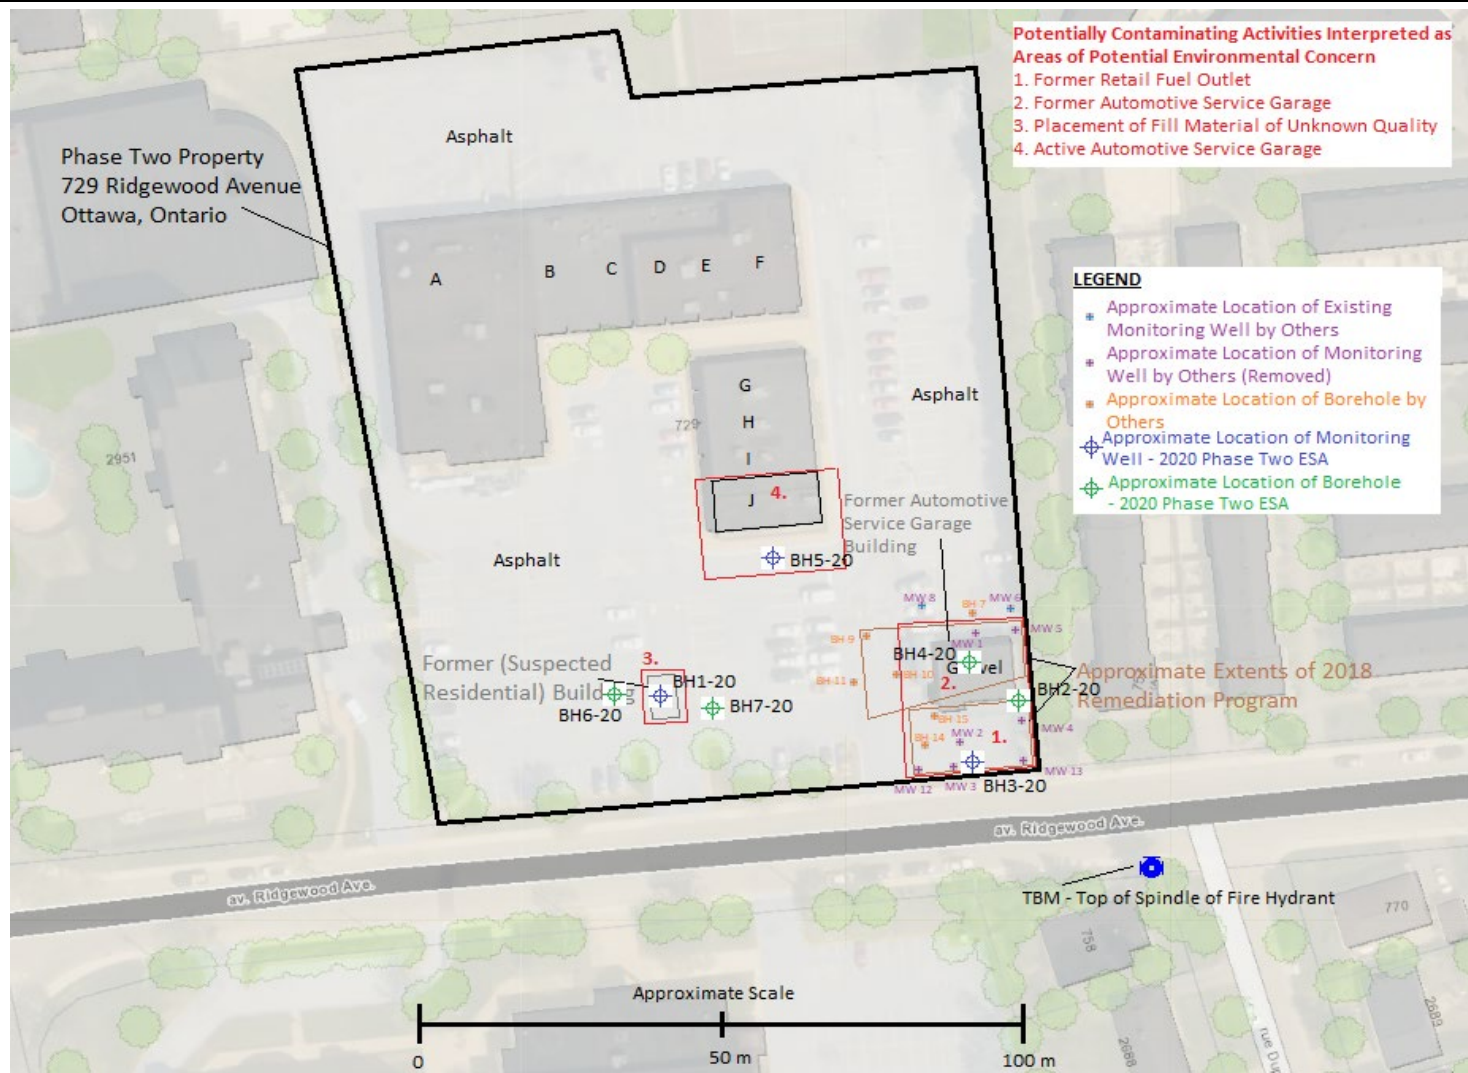 Potentially Contaminating Activities Interpreted as
Areas of Potential Environmental Concern
1. Former Retail Fuel Outlet
2. Former Automotive Service Garage
3. Placement of Fill Material of Unknown Quality
4. Active Automotive Service Garage
Asphalt
Phase Two Property
729 Ridgewood Avenue
Ottawa, Ontario
A
B
C
D
E
F
LEGEND
Approximate Location of Existing
Monitoring Well by Others
Approximate Location of Monitoring
Well by Others (Removed)
Approximate Location of Borehole by
Others
Approximate Location of Monitoring
Well - 2020 Phase Two ESA
Approximate Location of Borehole
- 2020 Phase Two ESA
G
H
I
J
4.
729
Asphalt
2951
Former Automotive
Service Garage
Building
Asphalt
BH5-20
MW 8
BH-7
MW-6
MW-5
MW-1
BH-9
BH4-20
BH-10
BH-11
2.
BH2-20
Approximate Extents of 2018
Remediation Program
3.
Former (Suspected
Residential) Building
BH1-20
BH6-20
BH7-20
BH-15
BH-14
MW-2
1.
MW-4
MW-13
MW 12
MW 3
BH3-20
av. Ridgewood Ave.
av. Ridgewood Ave.
TBM - Top of Spindle of Fire Hydrant
758
770
2689
2688
Approximate Scale
0
50 m
100 m